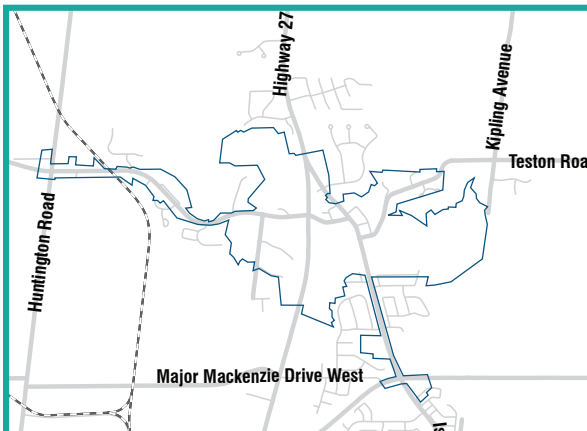 Highway 27
Kipling Avenue
Teston Roa
Huntington Road
Major Mackenzie Drive West